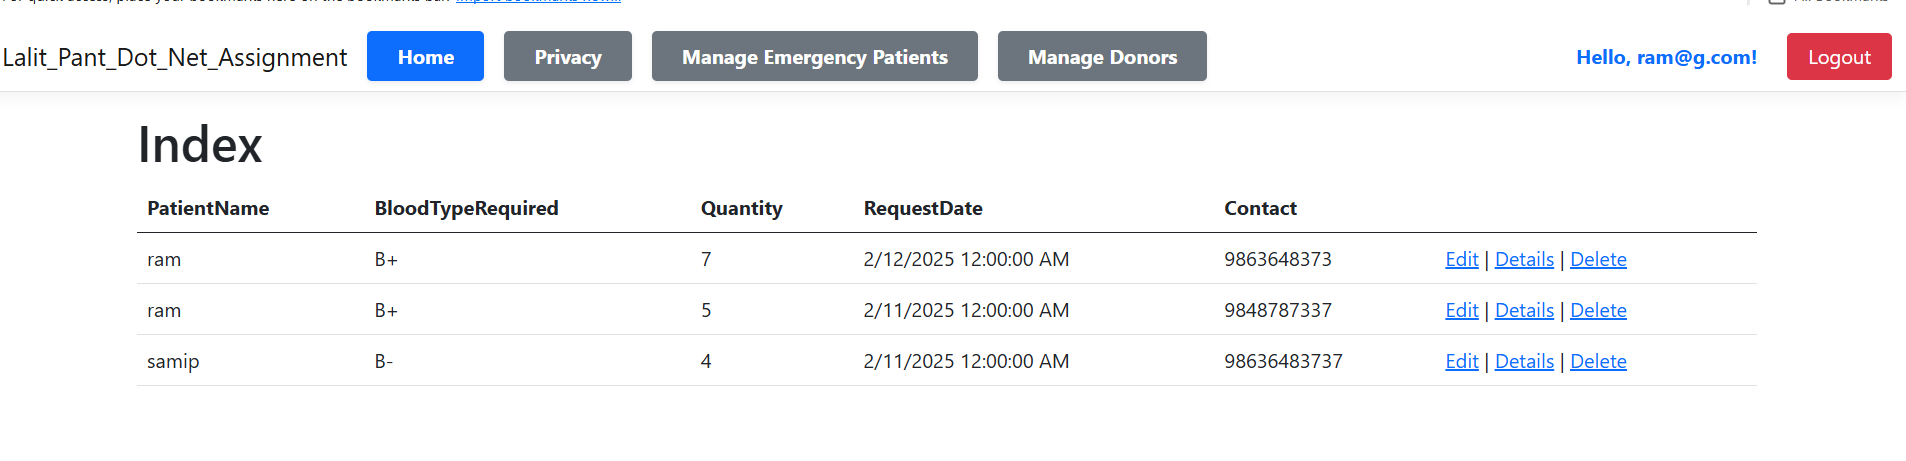 Lalit_Pant_Dot_Net_Assignment Home Privacy Manage Emergency Patients Manage Donors Hello, ram@g.com! Logout
Index
PatientName BloodTypeRequired Quantity RequestDate Contact
ram B+ 7 2/12/2025 12:00:00 AM 9863648373 Edit | Details | Delete
ram B+ 5 2/11/2025 12:00:00 AM 9848787337 Edit | Details | Delete
samip B- 4 2/11/2025 12:00:00 AM 98636483737 Edit | Details | Delete